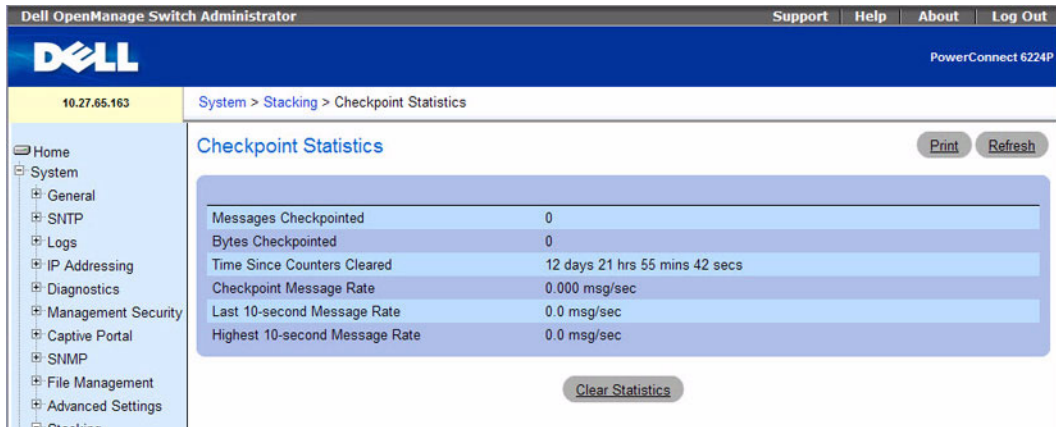 Dell OpenManage Switch Administrator
Support | Help | About | Log Out
DELL
PowerConnect 6224P
10.27.65.163
System > Stacking > Checkpoint Statistics
Home
System
General
SNTP
Logs
IP Addressing
Diagnostics
Management Security
Captive Portal
SNMP
File Management
Advanced Settings
Stacking
Checkpoint Statistics
Print
Refresh
Messages Checkpointed 0
Bytes Checkpointed 0
Time Since Counters Cleared 12 days 21 hrs 55 mins 42 secs
Checkpoint Message Rate 0.000 msg/sec
Last 10-second Message Rate 0.0 msg/sec
Highest 10-second Message Rate 0.0 msg/sec
Clear Statistics